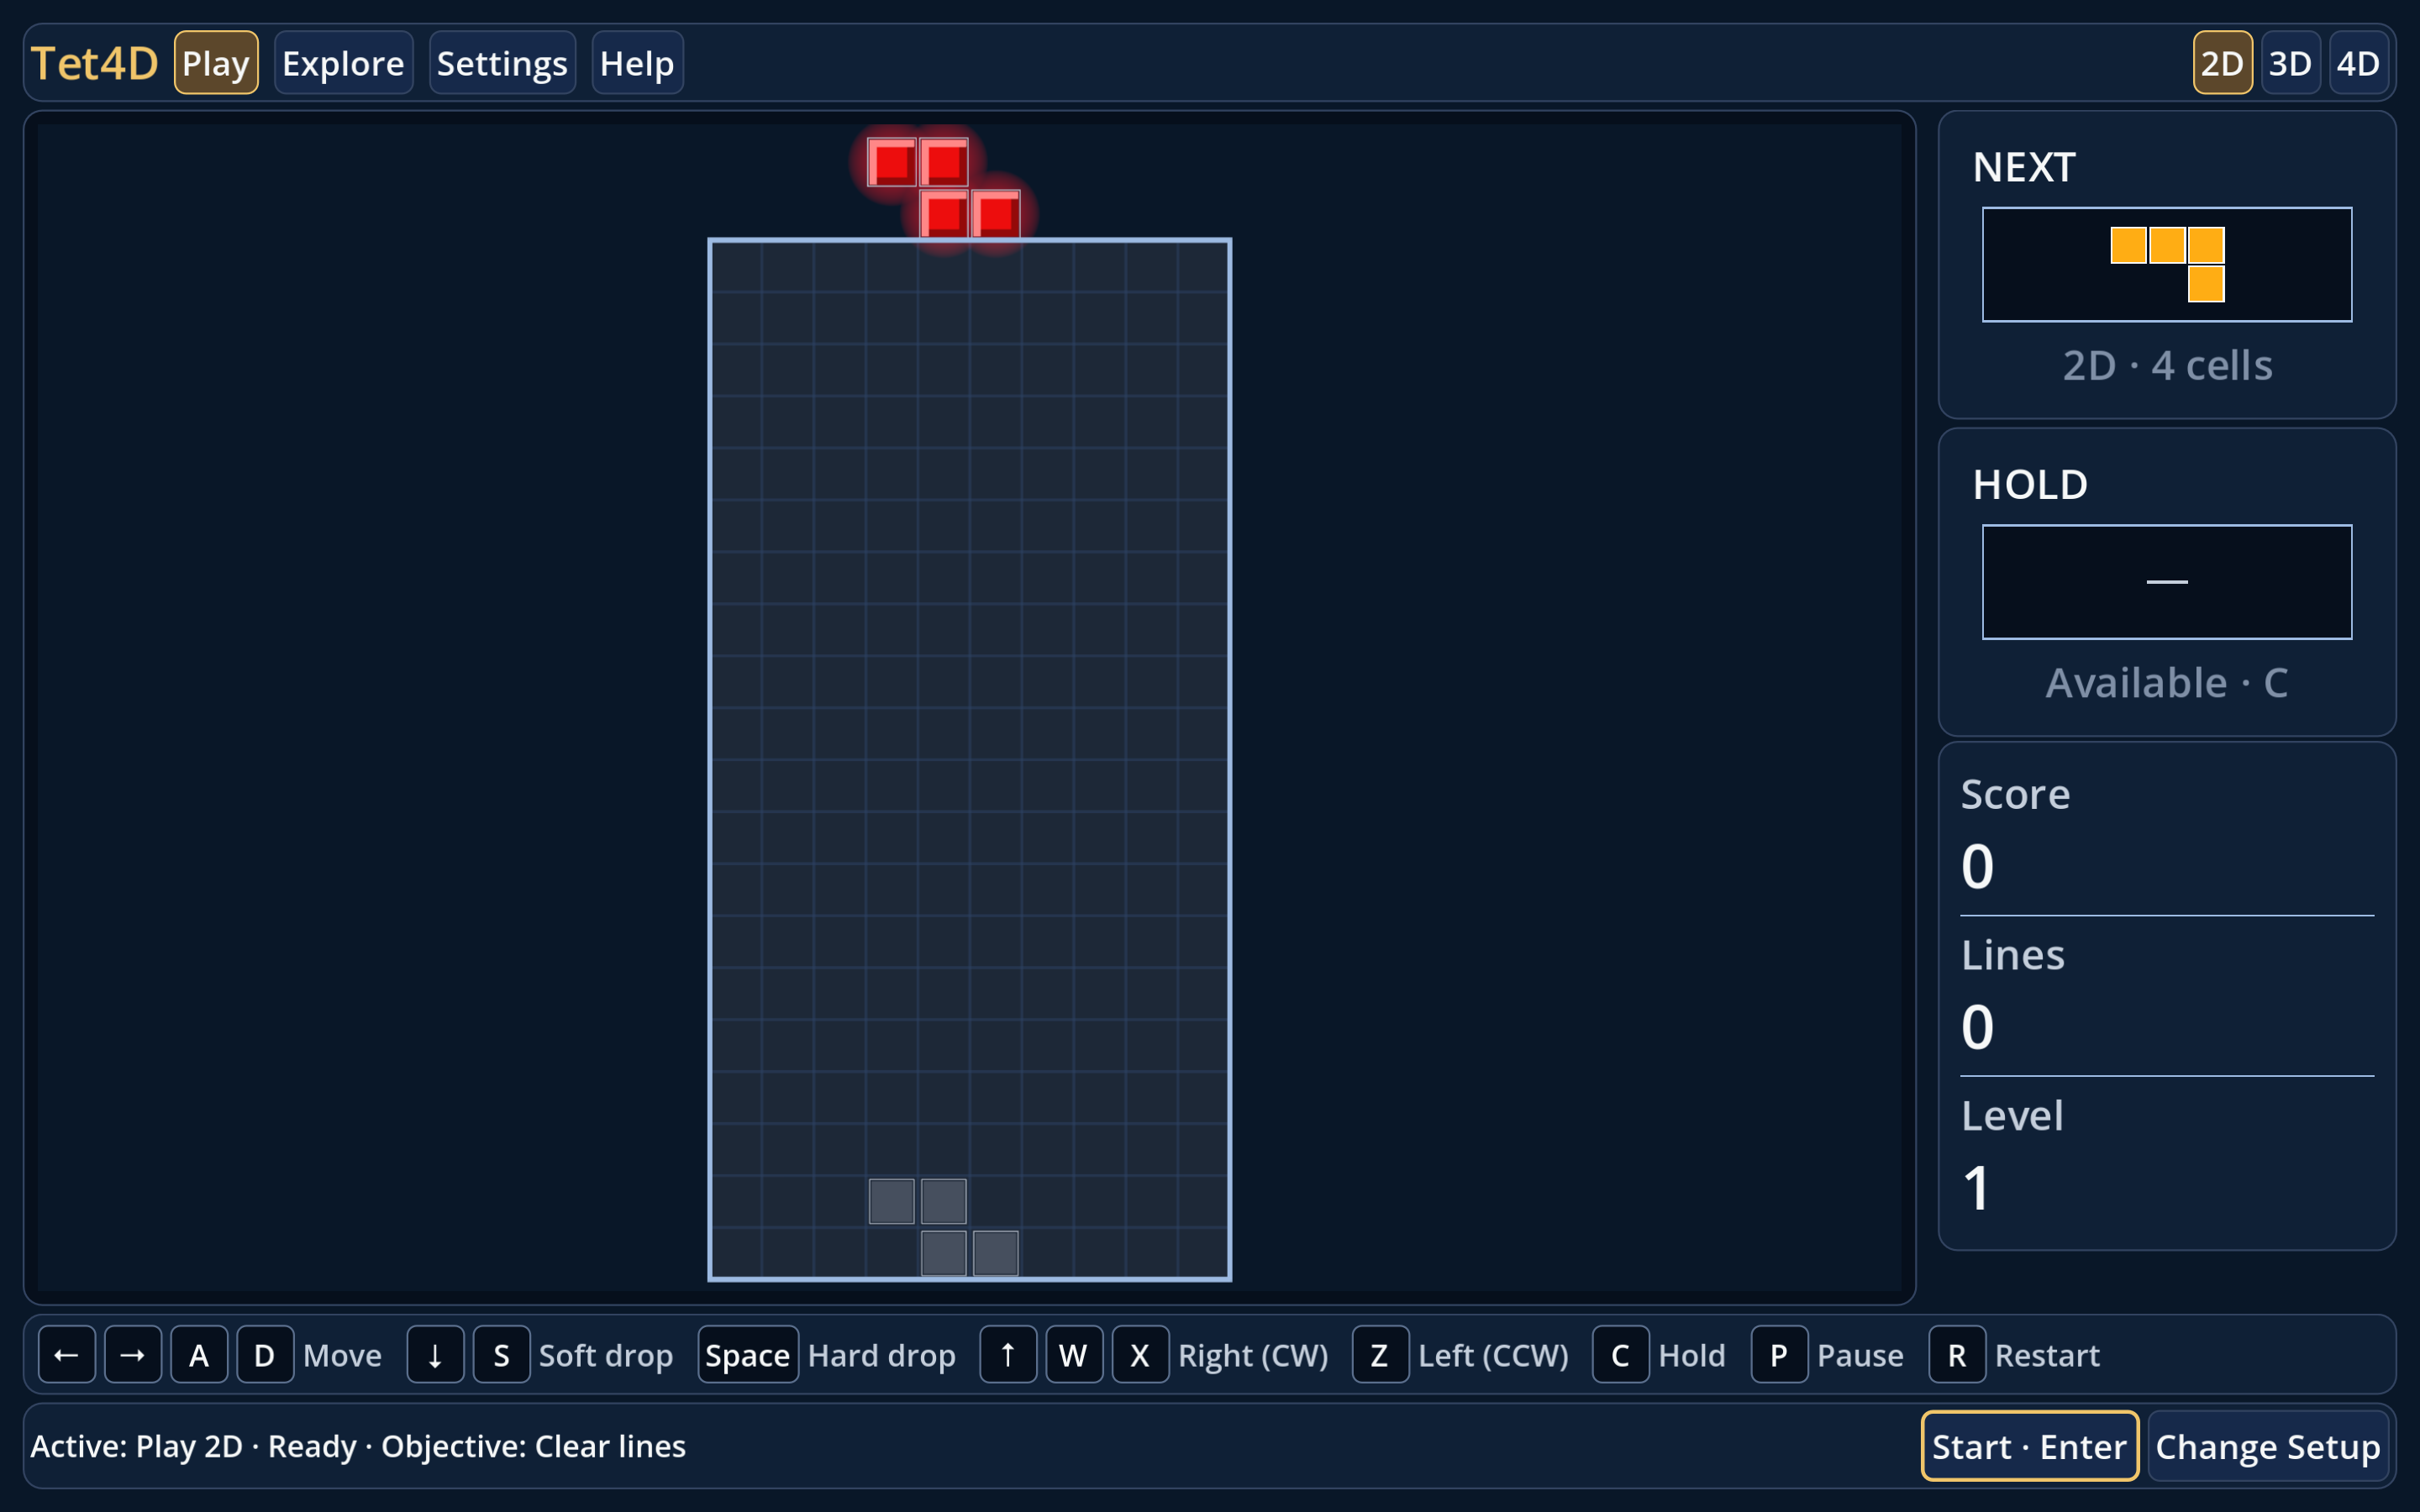 Tet4D Play Explore Settings Help 2D 3D 4D
NEXT
2D · 4 cells
HOLD
—
Available · C
Score
0
Lines
0
Level
1
← → A D Move ↓ S Soft drop Space Hard drop ↑ W X Right (CW) Z Left (CCW) C Hold P Pause R Restart
Active: Play 2D · Ready · Objective: Clear lines Start · Enter Change Setup